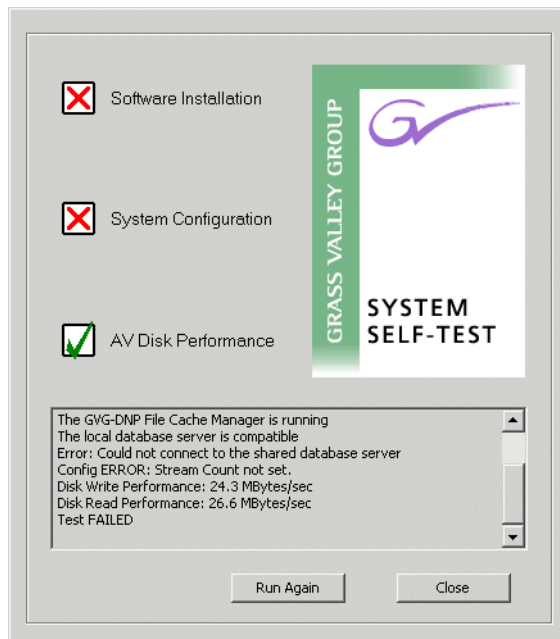 Software Installation
System Configuration
AV Disk Performance
GRASS VALLEY GROUP
GV
SYSTEM
SELF-TEST
The GVG-DNP File Cache Manager is running
The local database server is compatible
Error: Could not connect to the shared database server
Config ERROR: Stream Count not set.
Disk Write Performance: 24.3 MBytes/sec
Disk Read Performance: 26.6 MBytes/sec
Test FAILED
Run Again
Close